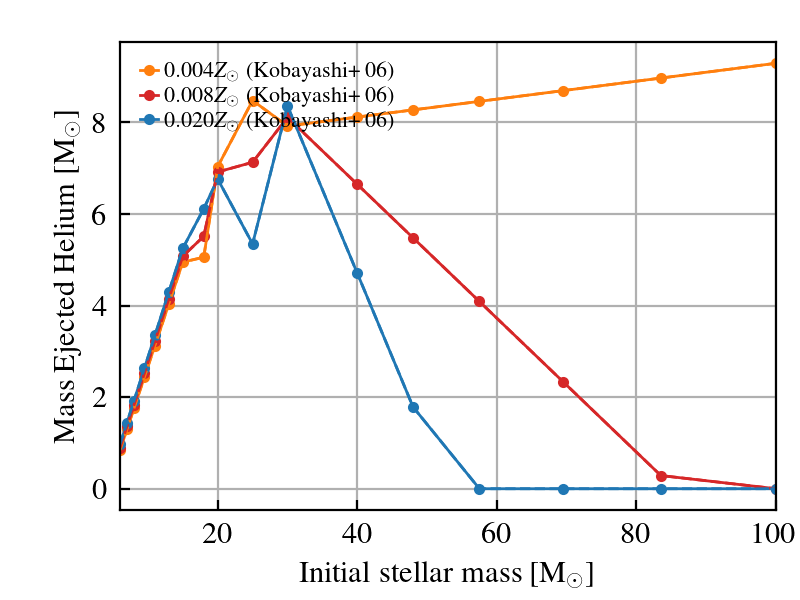 0.004Z☉ (Kobayashi+ 06)
0.008Z☉ (Kobayashi+ 06)
0.020Z☉ (Kobayashi+ 06)
Mass Ejected Helium [M☉]
8
6
4
2
0
20 40 60 80 100
Initial stellar mass [M☉]